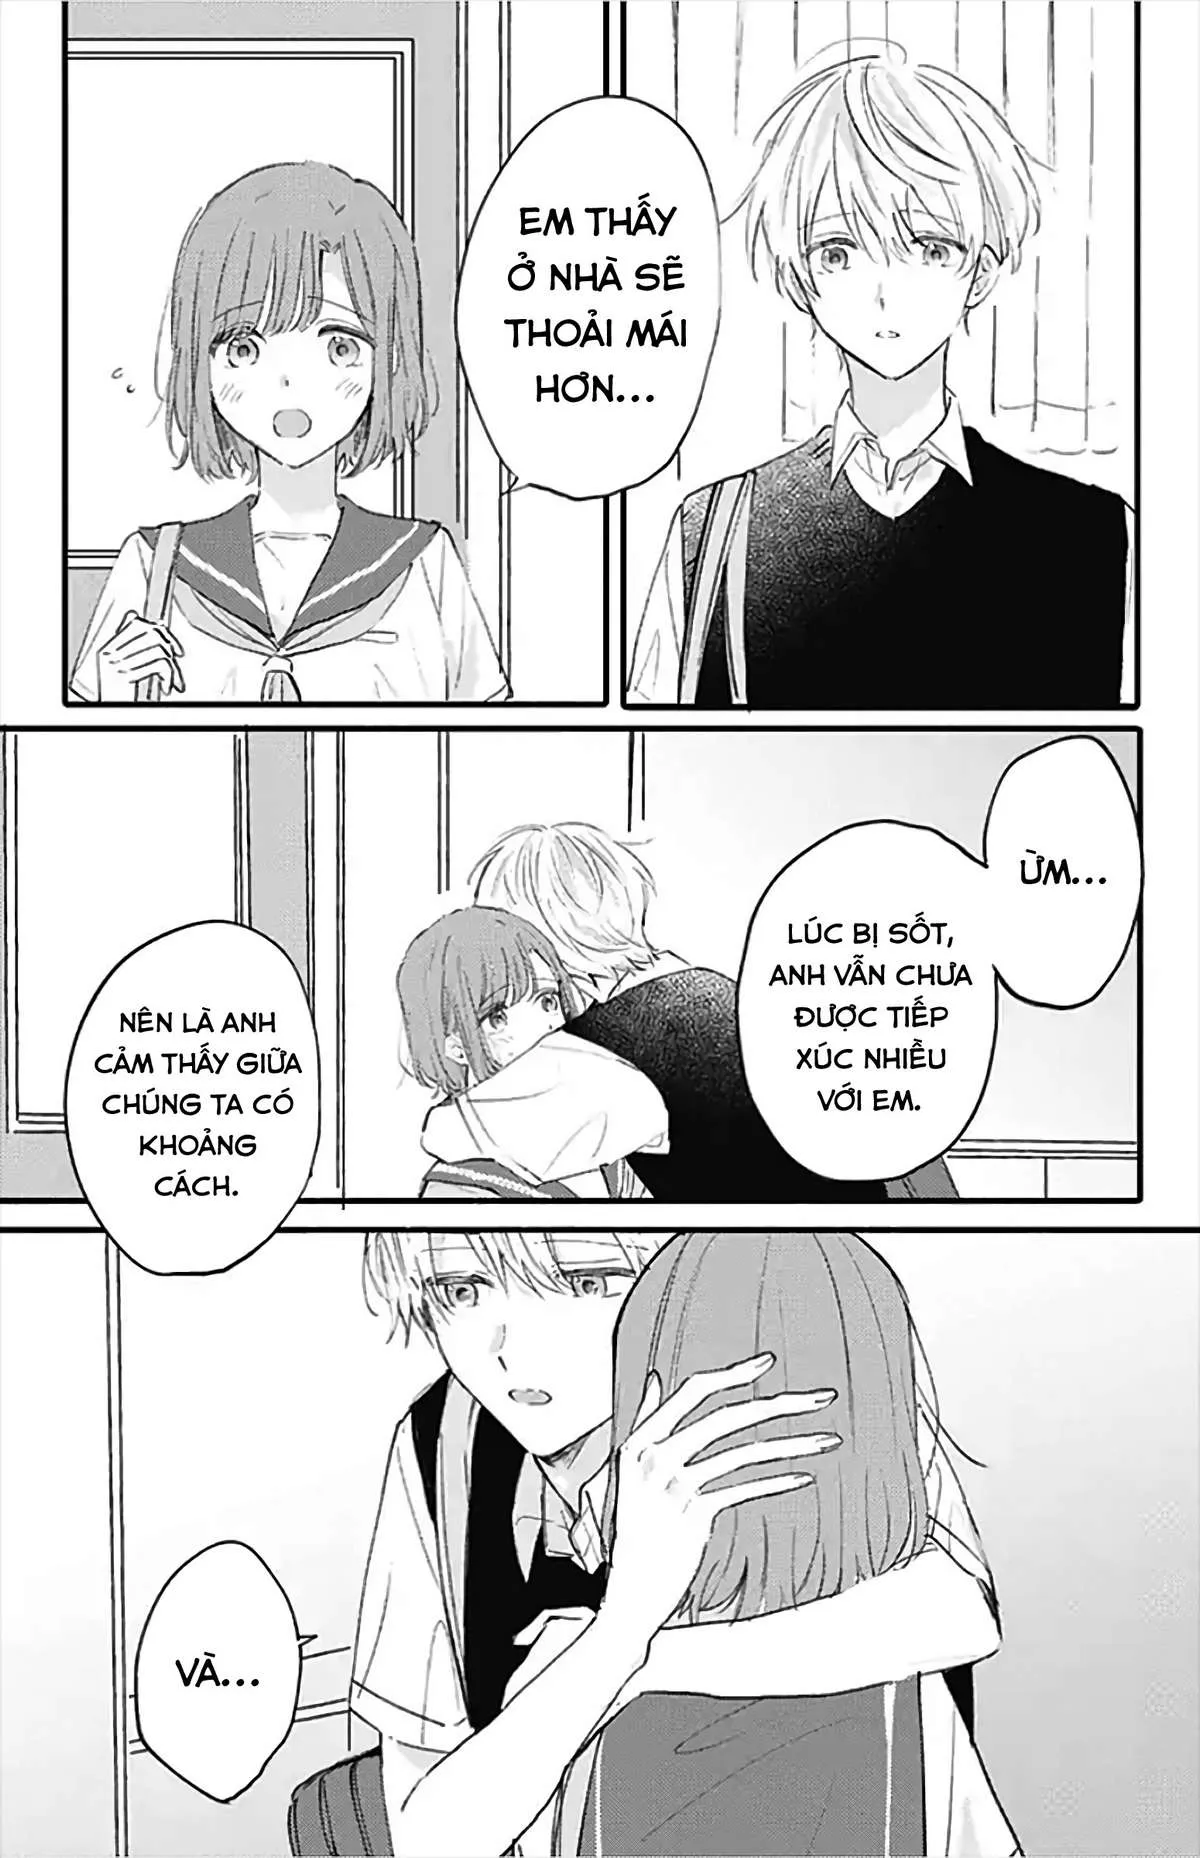 EM THẤY
Ở NHÀ SẼ
THOẢI MÁI
HƠN...
ỪM...
LÚC BỊ SỐT,
ANH VẪN CHƯA
ĐƯỢC TIẾP
XÚC NHIỀU
VỚI EM.
NÊN LÀ ANH
CẢM THẤY GIỮA
CHÚNG TA CÓ
KHOẢNG
CÁCH.
VÀ...